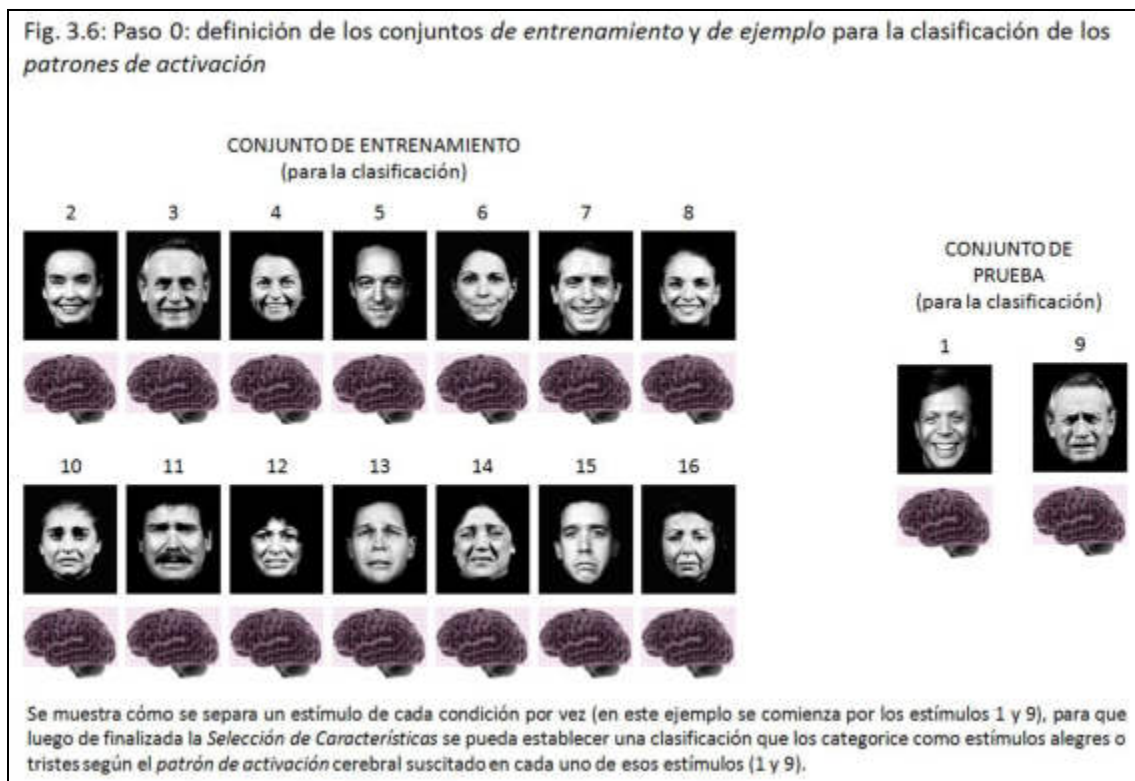 Fig. 3.6: Paso 0: definición de los conjuntos de entrenamiento y de ejemplo para la clasificación de los
patrones de activación
CONJUNTO DE ENTRENAMIENTO
(para la clasificación)
2 3 4 5 6 7 8
CONJUNTO DE
PRUEBA
(para la clasificación)
1 9
10 11 12 13 14 15 16
Se muestra cómo se separa un estímulo de cada condición por vez (en este ejemplo se comienza por los estímulos 1 y 9), para que
luego de finalizada la Selección de Características se pueda establecer una clasificación que los categorice como estímulos alegres o
tristes según el patrón de activación cerebral suscitado en cada uno de esos estímulos (1 y 9).